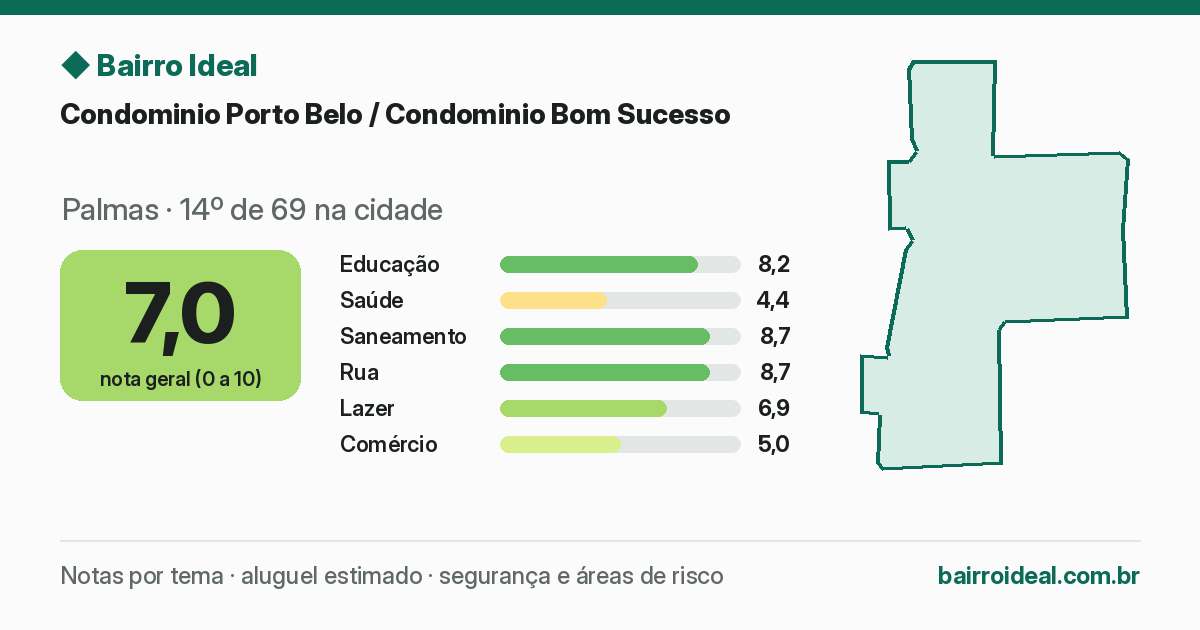 Bairro Ideal
Condominio Porto Belo / Condominio Bom Sucesso
Palmas · 14º de 69 na cidade
7,0
nota geral (0 a 10)
Educação 8,2
Saúde 4,4
Saneamento 8,7
Rua 8,7
Lazer 6,9
Comércio 5,0
Notas por tema · aluguel estimado · segurança e áreas de risco
bairroideal.com.br